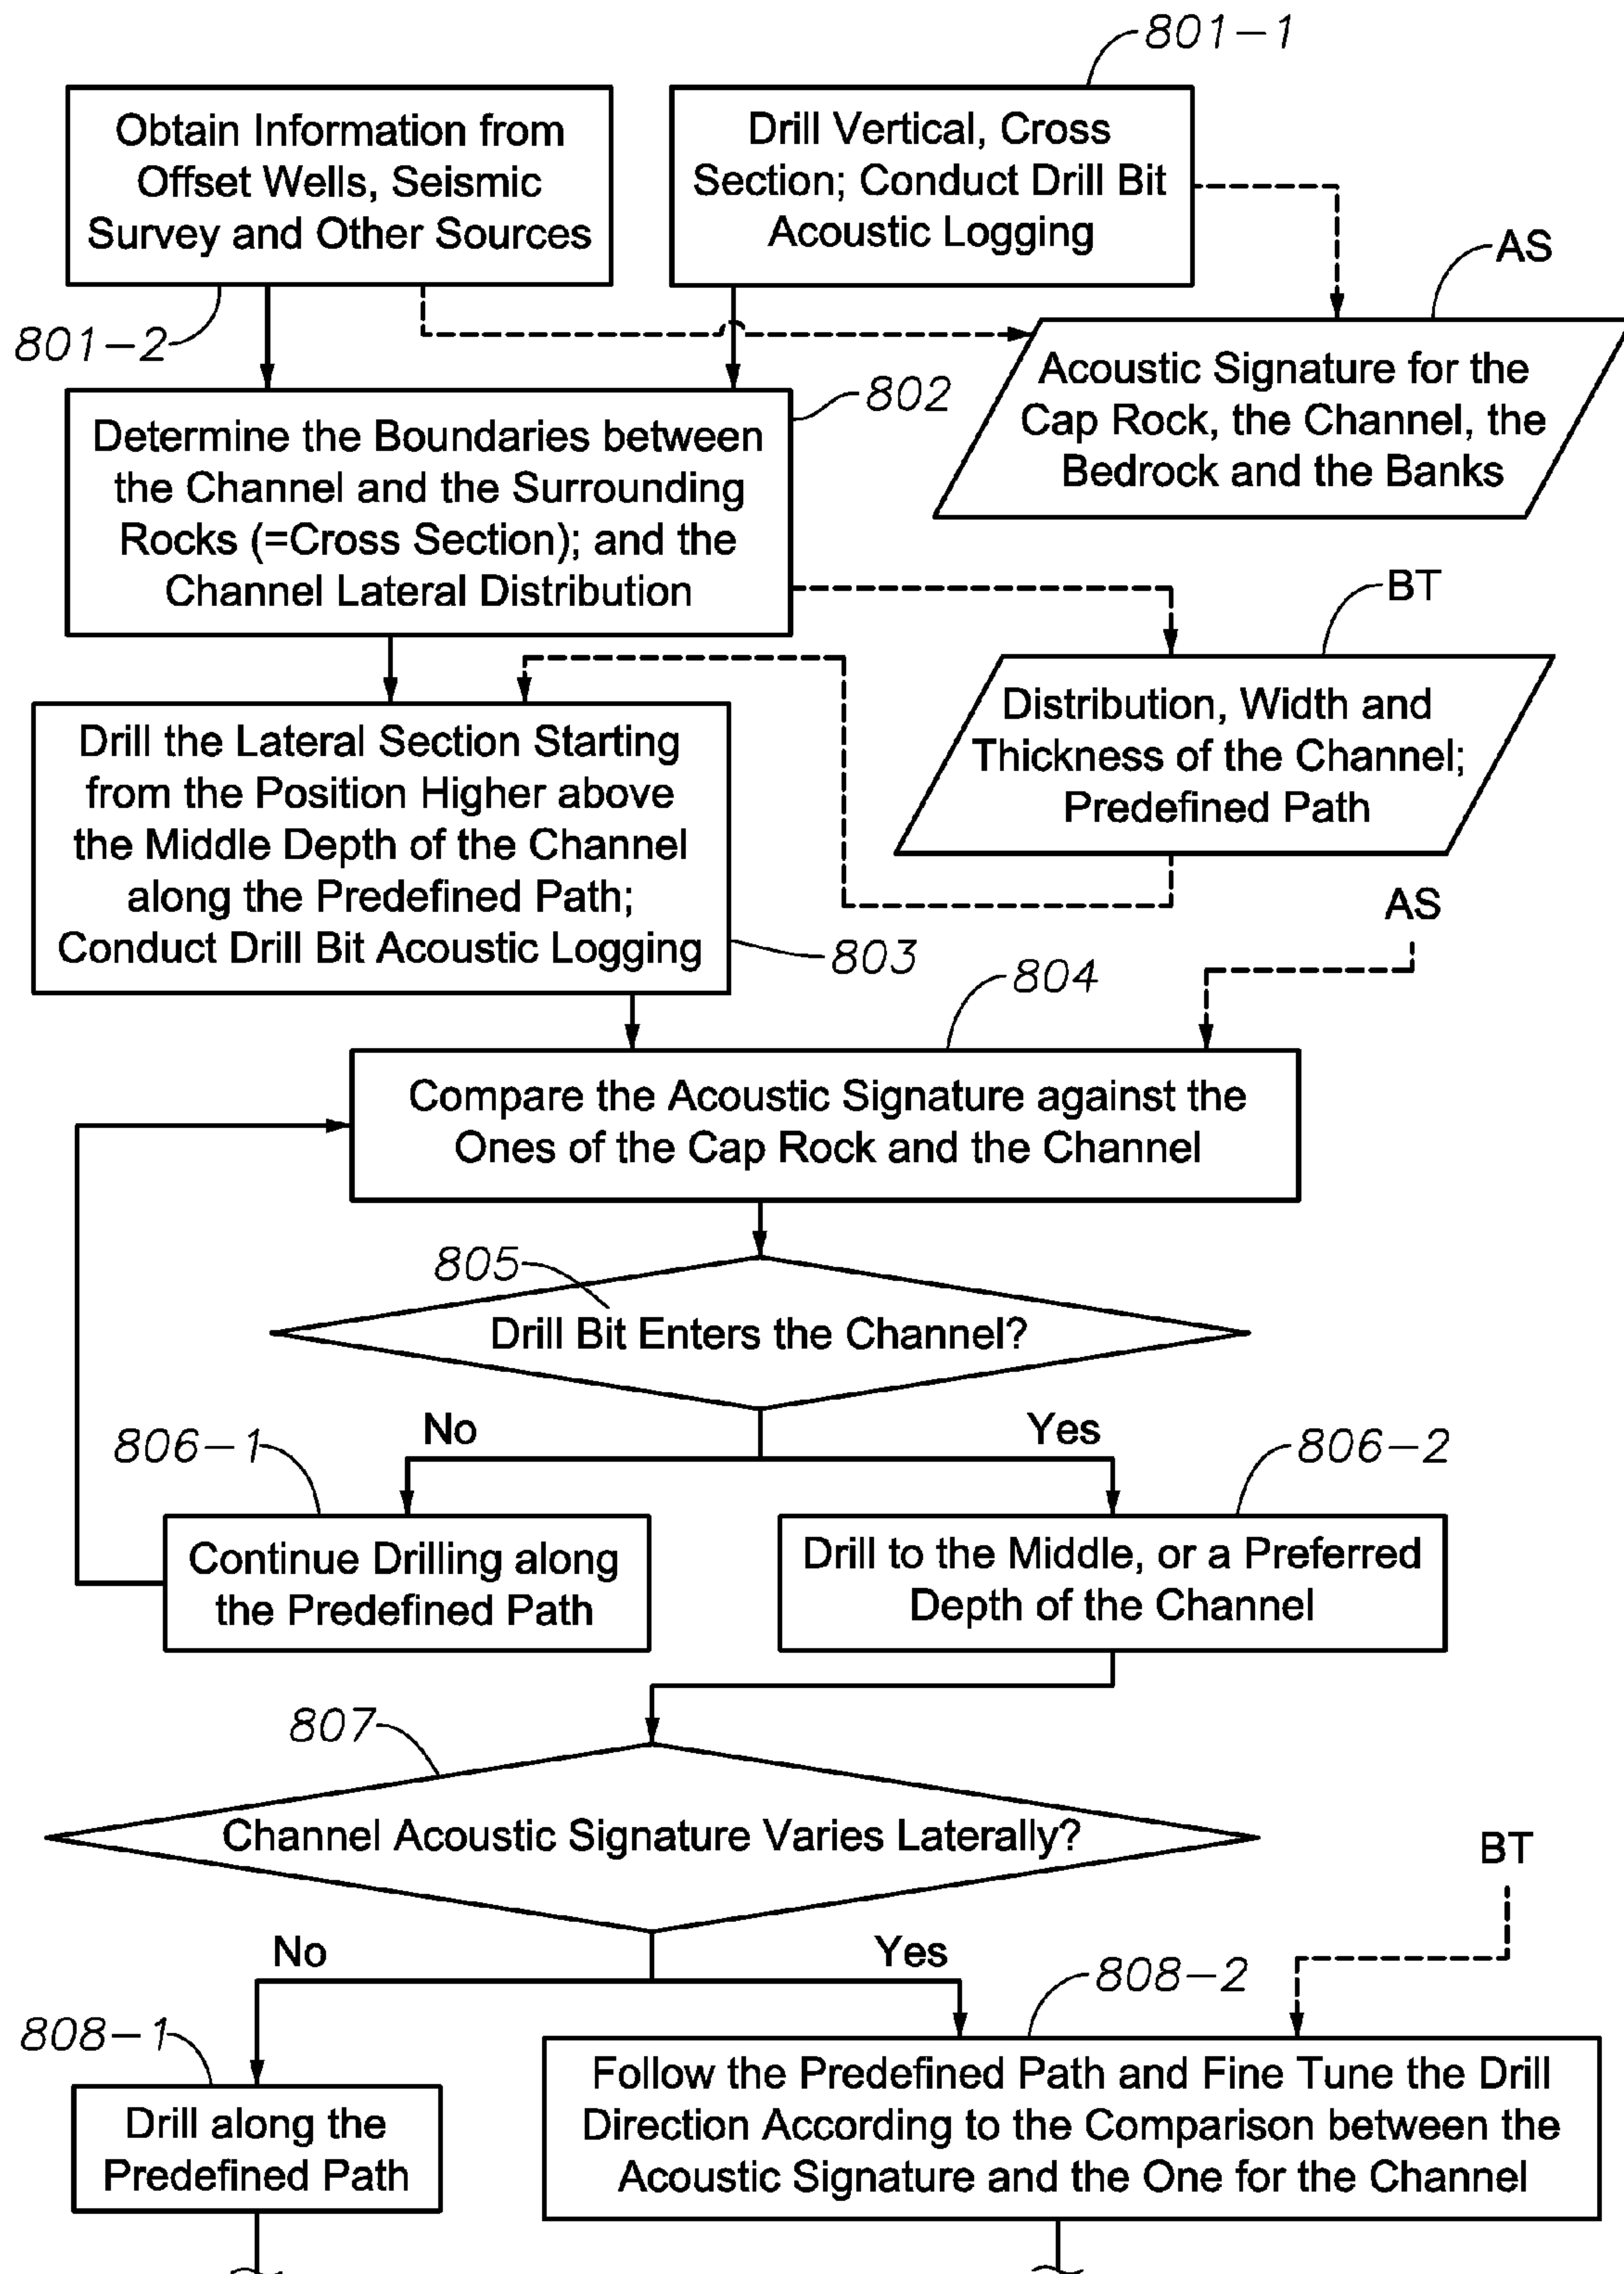 801-1
Obtain Information from
Offset Wells, Seismic
Survey and Other Sources
Drill Vertical, Cross
Section; Conduct Drill Bit
Acoustic Logging
AS
801-2
Acoustic Signature for the
Cap Rock, the Channel, the
Bedrock and the Banks
802
Determine the Boundaries between
the Channel and the Surrounding
Rocks (=Cross Section); and the
Channel Lateral Distribution
BT
Distribution, Width and
Thickness of the Channel;
Predefined Path
Drill the Lateral Section Starting
from the Position Higher above
the Middle Depth of the Channel
along the Predefined Path;
Conduct Drill Bit Acoustic Logging
803
AS
804
Compare the Acoustic Signature against the
Ones of the Cap Rock and the Channel
805
Drill Bit Enters the Channel?
No
Yes
806-1
806-2
Continue Drilling along
the Predefined Path
Drill to the Middle, or a Preferred
Depth of the Channel
807
Channel Acoustic Signature Varies Laterally?
BT
No
Yes
808-1
808-2
Drill along the
Predefined Path
Follow the Predefined Path and Fine Tune the Drill
Direction According to the Comparison between the
Acoustic Signature and the One for the Channel